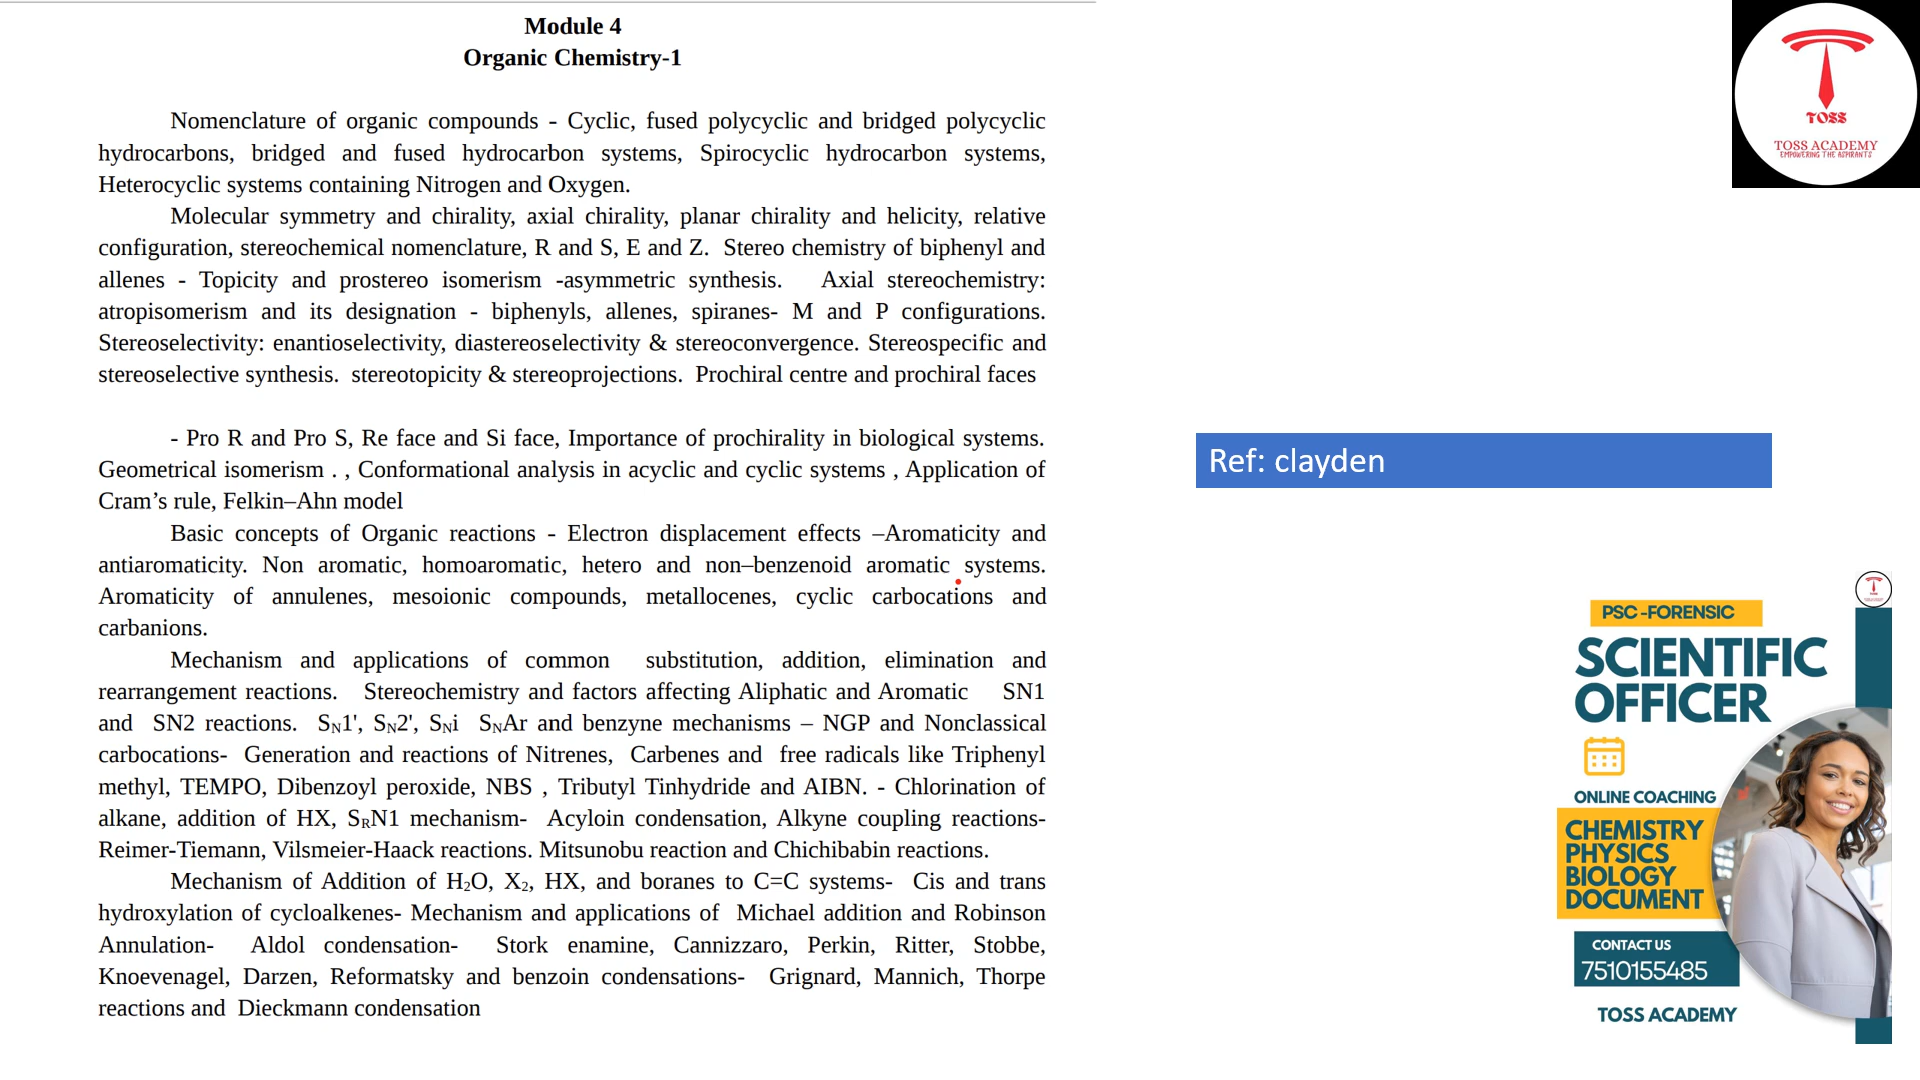 Module 4
Organic Chemistry-1
Nomenclature of organic compounds - Cyclic, fused polycyclic and bridged polycyclic
hydrocarbons, bridged and fused hydrocarbon systems, Spirocyclic hydrocarbon systems,
Heterocyclic systems containing Nitrogen and Oxygen.
Molecular symmetry and chirality, axial chirality, planar chirality and helicity, relative
configuration, stereochemical nomenclature, R and S, E and Z. Stereo chemistry of biphenyl and
allenes - Topicity and prostereo isomerism -asymmetric synthesis. Axial stereochemistry:
atropisomerism and its designation - biphenyls, allenes, spiranes- M and P configurations.
Stereoselectivity: enantioselectivity, diastereoselectivity & stereoconvergence. Stereospecific and
stereoselective synthesis. stereotopicity & stereoprojections. Prochiral centre and prochiral faces
- Pro R and Pro S, Re face and Si face, Importance of prochirality in biological systems.
Geometrical isomerism . , Conformational analysis in acyclic and cyclic systems , Application of
Cram’s rule, Felkin–Ahn model
Basic concepts of Organic reactions - Electron displacement effects –Aromaticity and
antiaromaticity. Non aromatic, homoaromatic, hetero and non–benzenoid aromatic systems.
Aromaticity of annulenes, mesoionic compounds, metallocenes, cyclic carbocations and
carbanions.
Mechanism and applications of common substitution, addition, elimination and
rearrangement reactions. Stereochemistry and factors affecting Aliphatic and Aromatic SN1
and SN2 reactions. SN1', SN2', SNi SNAr and benzyne mechanisms – NGP and Nonclassical
carbocations- Generation and reactions of Nitrenes, Carbenes and free radicals like Triphenyl
methyl, TEMPO, Dibenzoyl peroxide, NBS , Tributyl Tinhydride and AIBN. - Chlorination of
alkane, addition of HX, SRN1 mechanism- Acyloin condensation, Alkyne coupling reactions-
Reimer-Tiemann, Vilsmeier-Haack reactions. Mitsunobu reaction and Chichibabin reactions.
Mechanism of Addition of H2O, X2, HX, and boranes to C=C systems- Cis and trans
hydroxylation of cycloalkenes- Mechanism and applications of Michael addition and Robinson
Annulation- Aldol condensation- Stork enamine, Cannizzaro, Perkin, Ritter, Stobbe,
Knoevenagel, Darzen, Reformatsky and benzoin condensations- Grignard, Mannich, Thorpe
reactions and Dieckmann condensation
TOSS
TOSS ACADEMY
EMPOWERING THE ASPIRANTS
Ref: clayden
PSC -FORENSIC
SCIENTIFIC
OFFICER
ONLINE COACHING
CHEMISTRY
PHYSICS
BIOLOGY
DOCUMENT
CONTACT US
7510155485
TOSS ACADEMY